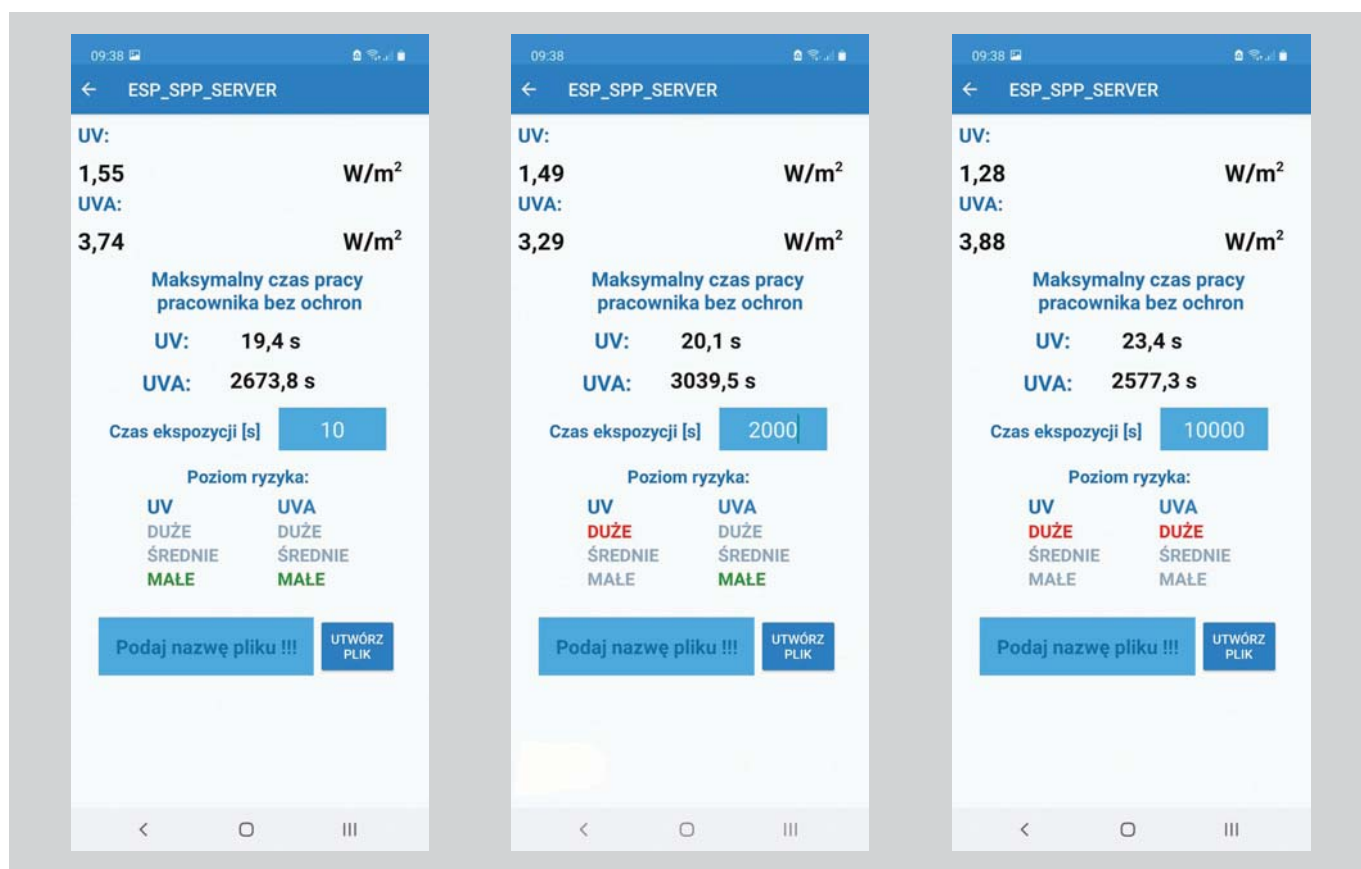 09:38
ESP_SPP_SERVER
UV:
1,55 W/m²
UVA:
3,74 W/m²
Maksymalny czas pracy
pracownika bez ochron
UV: 19,4 s
UVA: 2673,8 s
Czas ekspozycji [s] 10
Poziom ryzyka:
UV UVA
DUŻE DUŻE
ŚREDNIE ŚREDNIE
MAŁE MAŁE
Podaj nazwę pliku !!!
UTWÓRZ
PLIK
09:38
ESP_SPP_SERVER
UV:
1,49 W/m²
UVA:
3,29 W/m²
Maksymalny czas pracy
pracownika bez ochron
UV: 20,1 s
UVA: 3039,5 s
Czas ekspozycji [s] 2000
Poziom ryzyka:
UV UVA
DUŻE DUŻE
ŚREDNIE ŚREDNIE
MAŁE MAŁE
Podaj nazwę pliku !!!
UTWÓRZ
PLIK
09:38
ESP_SPP_SERVER
UV:
1,28 W/m²
UVA:
3,88 W/m²
Maksymalny czas pracy
pracownika bez ochron
UV: 23,4 s
UVA: 2577,3 s
Czas ekspozycji [s] 10000
Poziom ryzyka:
UV UVA
DUŻE DUŻE
ŚREDNIE ŚREDNIE
MAŁE MAŁE
Podaj nazwę pliku !!!
UTWÓRZ
PLIK